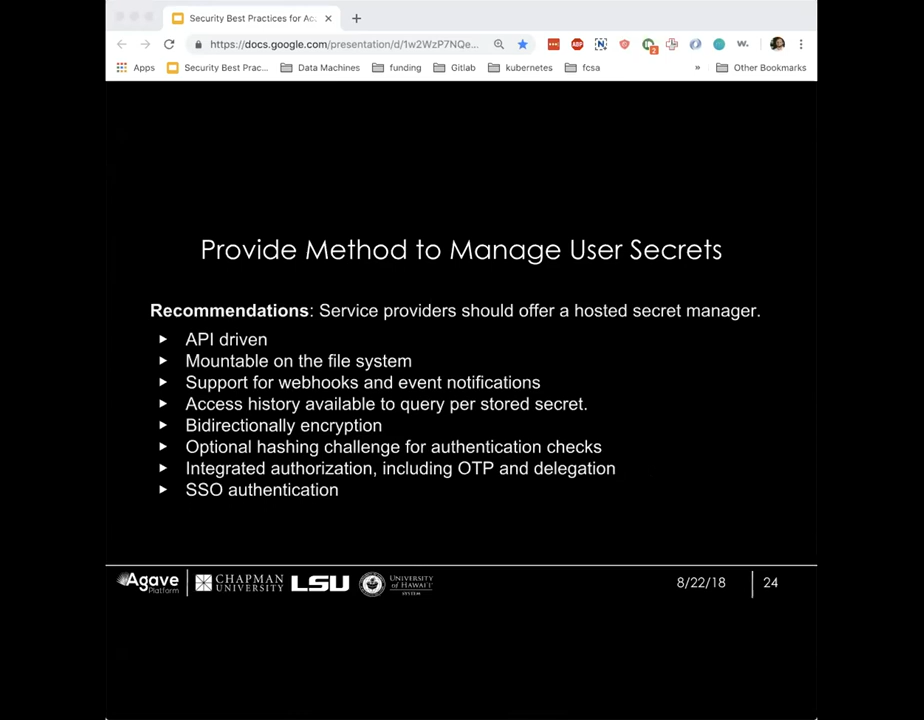 Security Best Practices for Ac
https://docs.google.com/presentation/d/1w2WzP7NQe...
Apps
Security Best Prac...
Data Machines
funding
Gitlab
kubernetes
fcsa
»
Other Bookmarks
Provide Method to Manage User Secrets
Recommendations: Service providers should offer a hosted secret manager.
API driven
Mountable on the file system
Support for webhooks and event notifications
Access history available to query per stored secret.
Bidirectionally encryption
Optional hashing challenge for authentication checks
Integrated authorization, including OTP and delegation
SSO authentication
Agave
Platform
CHAPMAN
UNIVERSITY
LSU
UNIVERSITY
OF HAWAI‘I
SYSTEM
8/22/18
24